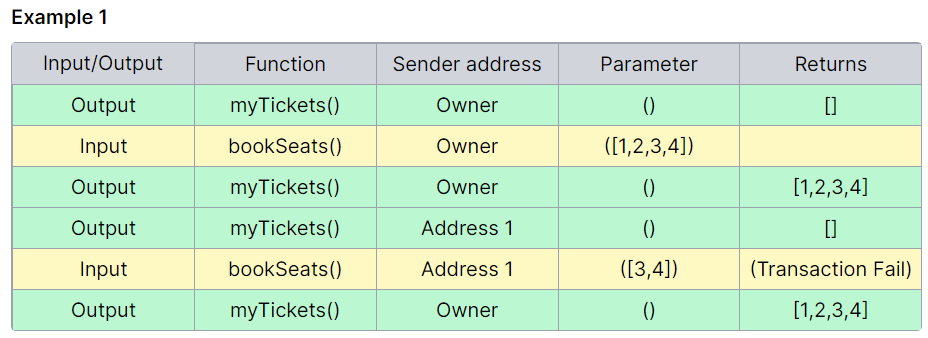 Example 1
Input/Output Function Sender address Parameter Returns
Output myTickets() Owner () []
Input bookSeats() Owner ([1,2,3,4])
Output myTickets() Owner () [1,2,3,4]
Output myTickets() Address 1 () []
Input bookSeats() Address 1 ([3,4]) (Transaction Fail)
Output myTickets() Owner () [1,2,3,4]